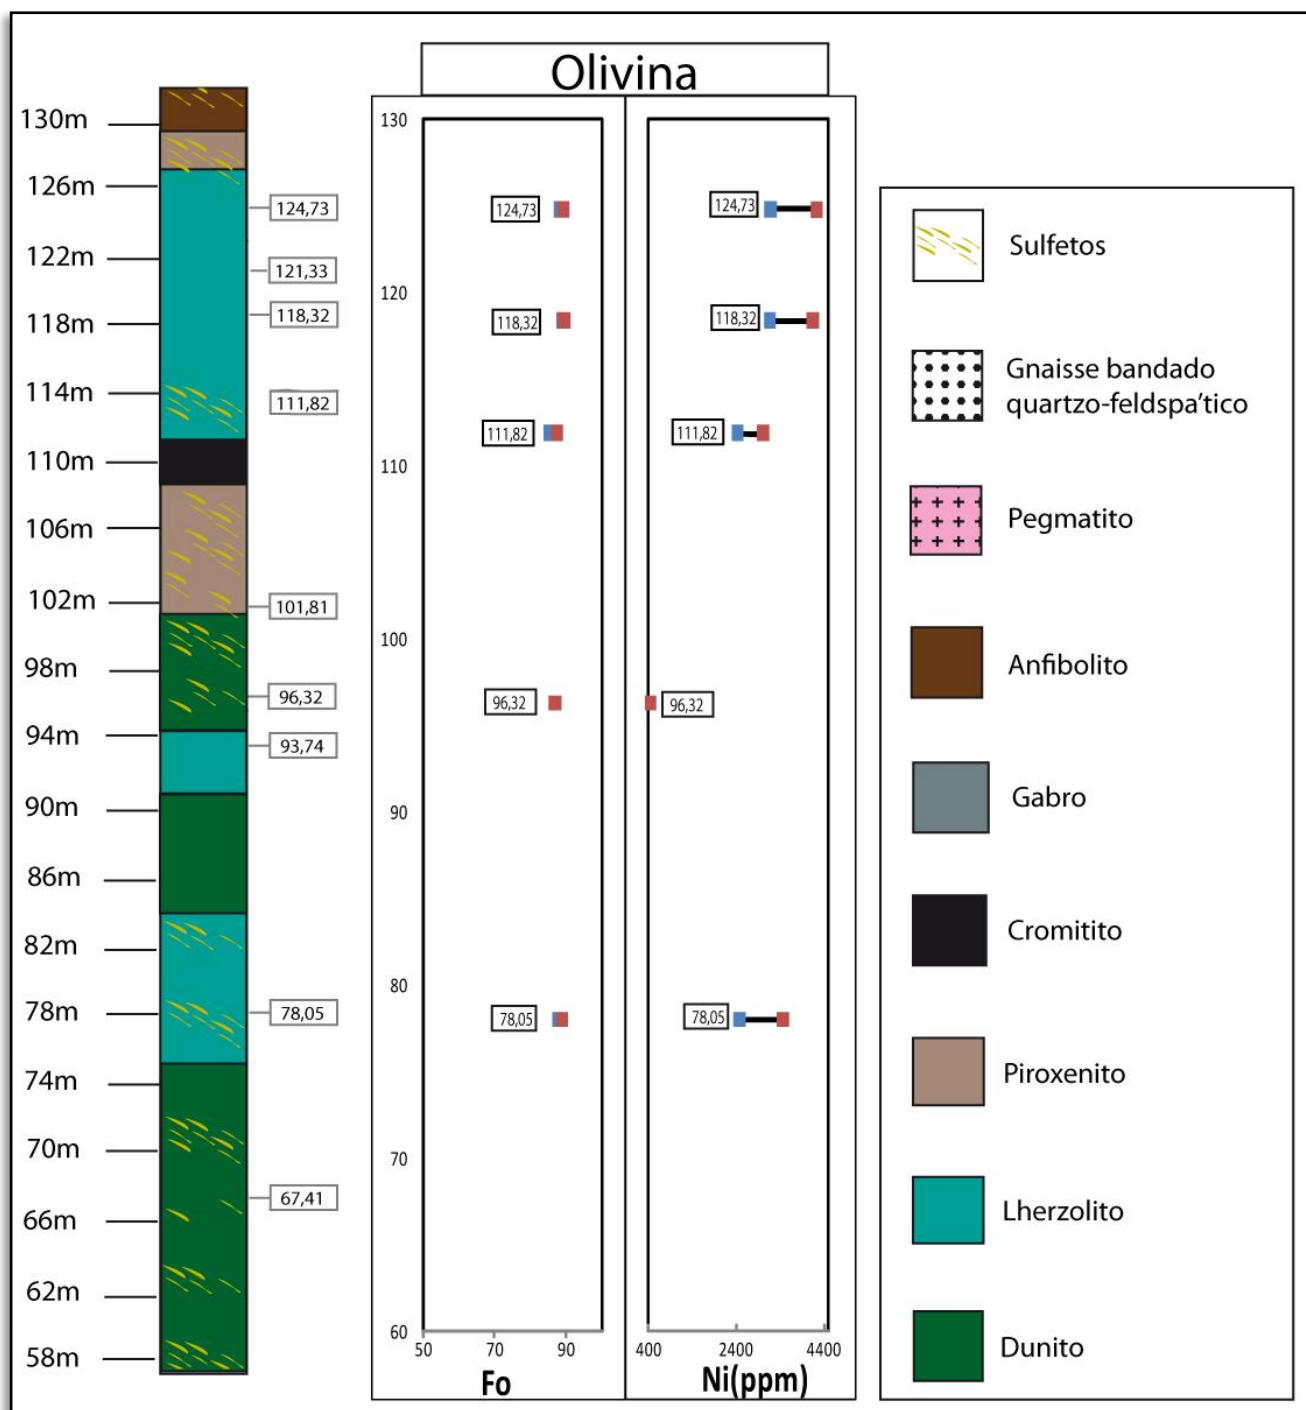 Olivina
130m
126m
122m
118m
114m
110m
106m
102m
98m
94m
90m
86m
82m
78m
74m
70m
66m
62m
58m
124,73
121,33
118,32
111,82
101,81
96,32
93,74
78,05
67,41
130
120
110
100
90
80
70
60
124,73
118,32
111,82
96,32
78,05
50 70 90
Fo
124,73
118,32
111,82
96,32
78,05
400 2400 4400
Ni(ppm)
Sulfetos
Gnaisse bandado
quartzo-feldspa'tico
Pegmatito
Anfibolito
Gabro
Cromitito
Piroxenito
Lherzolito
Dunito